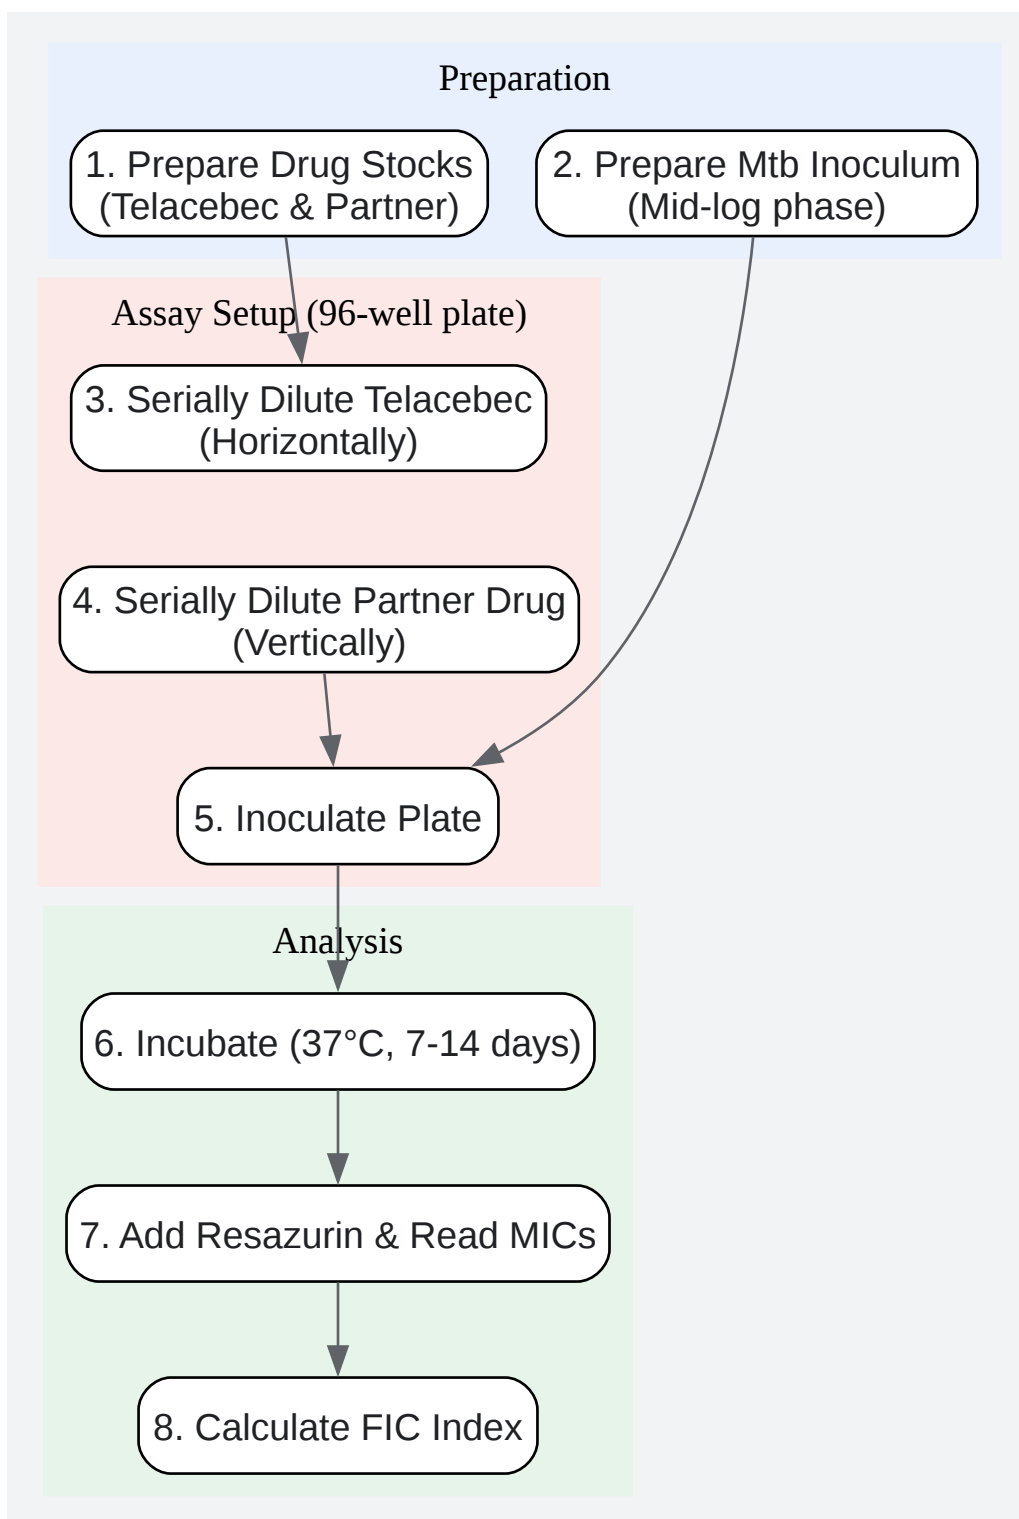 Preparation
1. Prepare Drug Stocks
(Telacebec & Partner)
2. Prepare Mtb Inoculum
(Mid-log phase)
Assay Setup (96-well plate)
3. Serially Dilute Telacebec
(Horizontally)
4. Serially Dilute Partner Drug
(Vertically)
5. Inoculate Plate
Analysis
6. Incubate (37°C, 7-14 days)
7. Add Resazurin & Read MICs
8. Calculate FIC Index